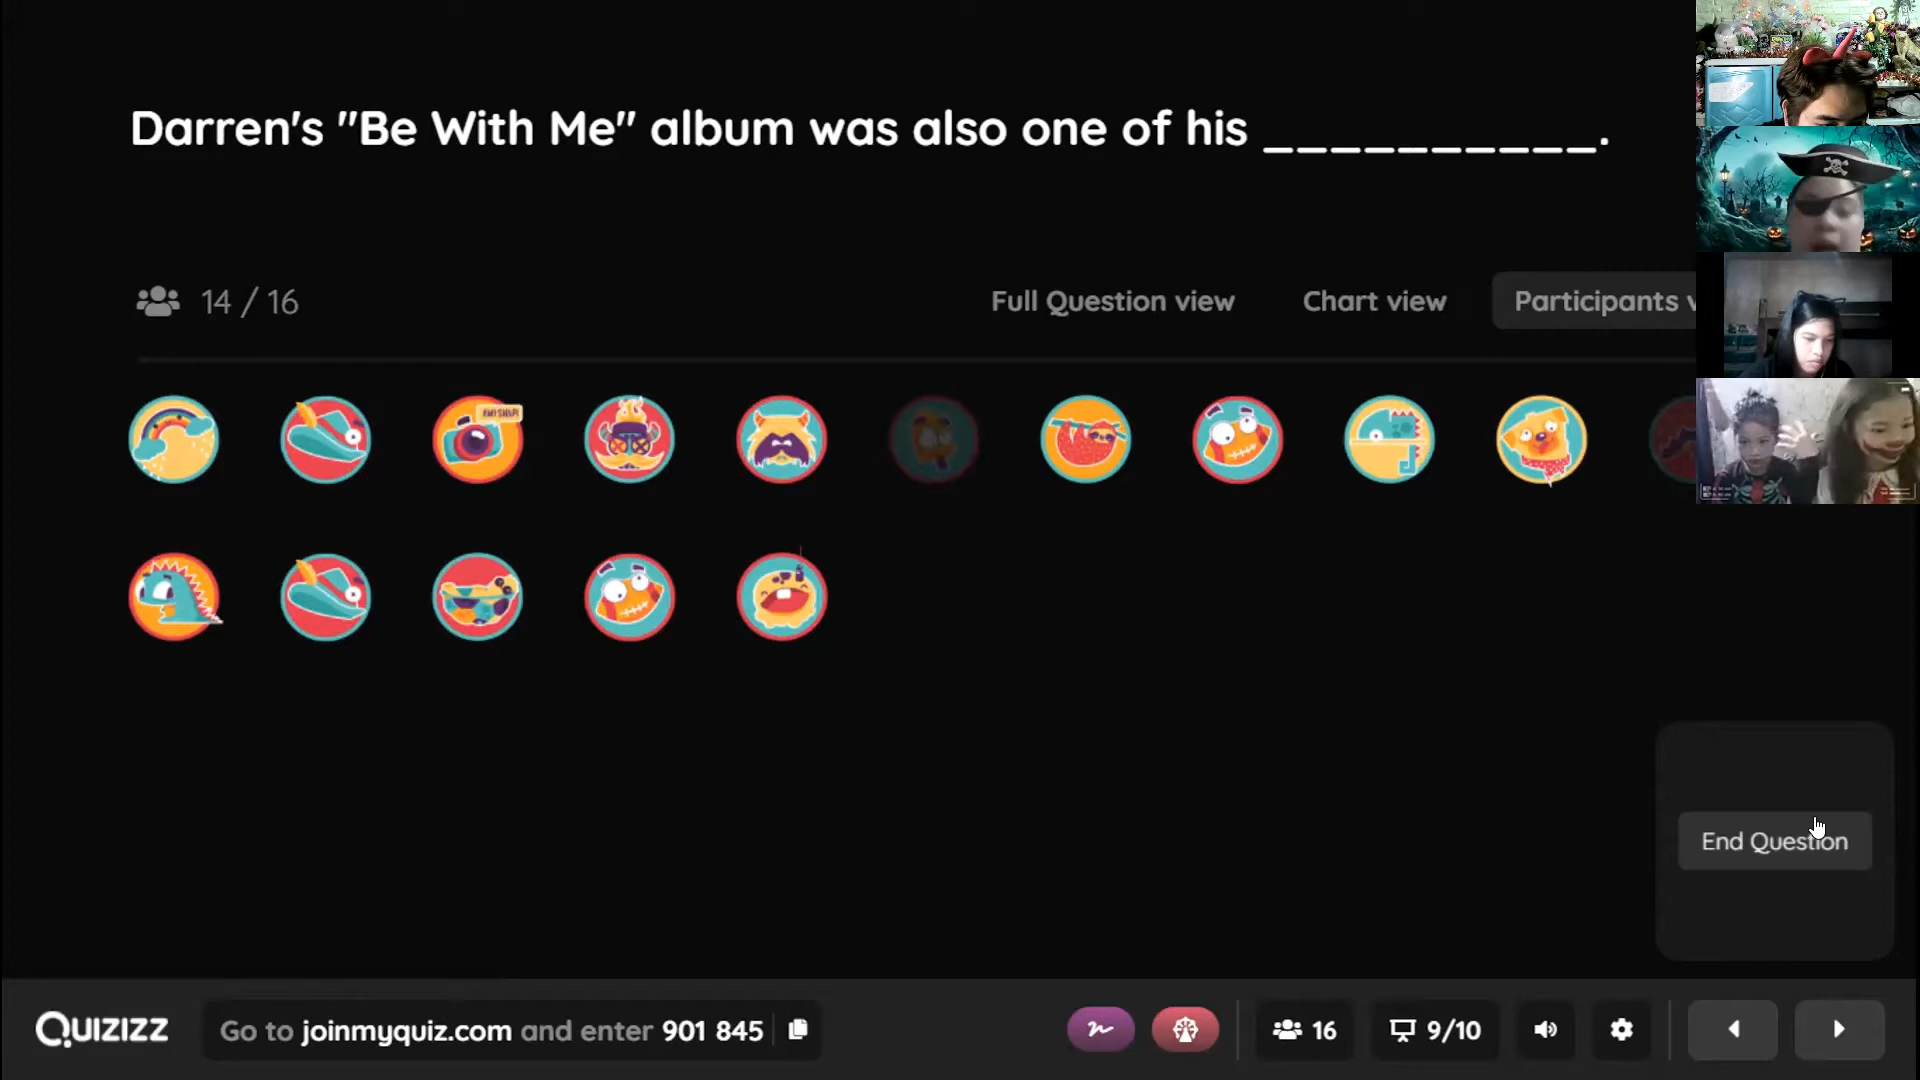 Darren's "Be With Me" album was also one of his __________.
14 / 16
Full Question view
Chart view
Participants v
End Question
QUIZIZZ
Go to joinmyquiz.com and enter 901 845
16
9/10